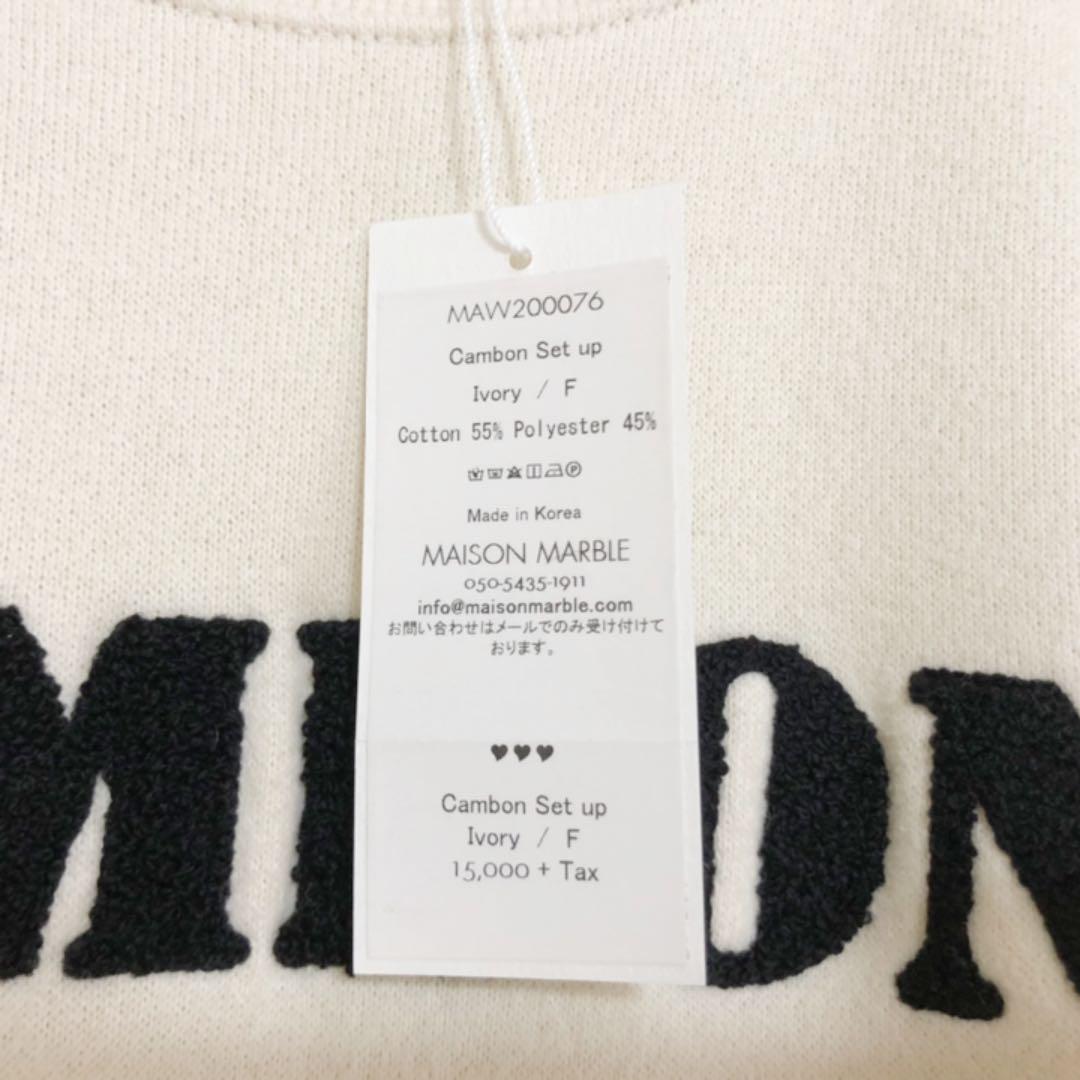 MAW200076
Cambon Set up
Ivory / F
Cotton 55% Polyester 45%
Made in Korea
MAISON MARBLE
050-5435-1911
info@maisonmarble.com
お問い合わせはメールでのみ受け付けて
おります。
♥♥♥
Cambon Set up
Ivory / F
15,000 + Tax